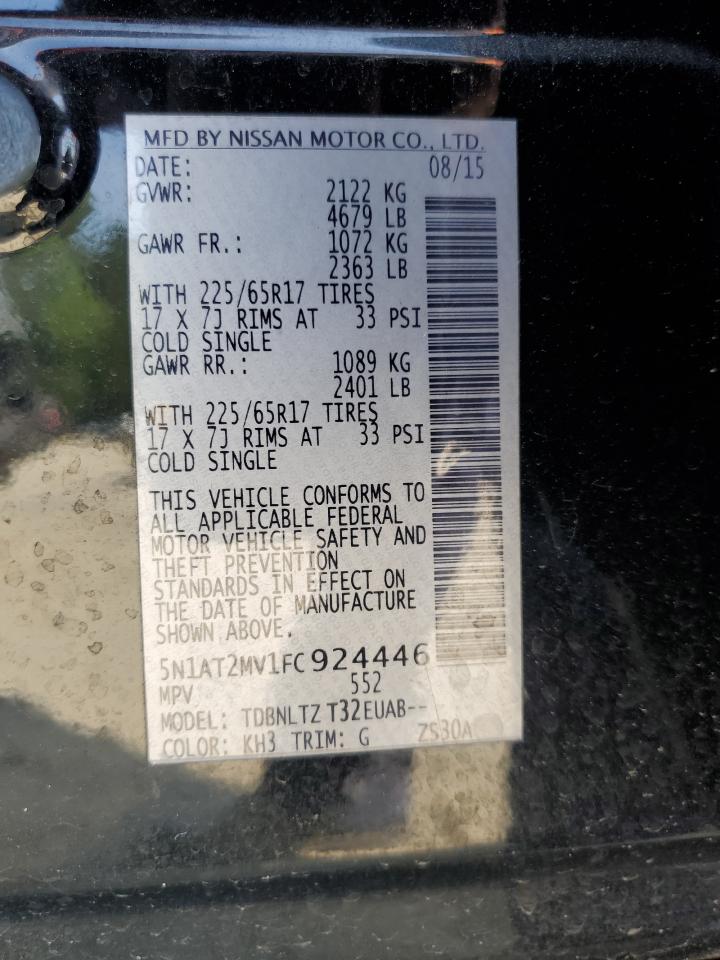 MFD BY NISSAN MOTOR CO., LTD.
DATE: 08/15
GVWR: 2122 KG
4679 LB
GAWR FR.: 1072 KG
2363 LB
WITH 225/65R17 TIRES
17 X 7J RIMS AT 33 PSI
COLD SINGLE
GAWR RR.: 1089 KG
2401 LB
WITH 225/65R17 TIRES
17 X 7J RIMS AT 33 PSI
COLD SINGLE
THIS VEHICLE CONFORMS TO
ALL APPLICABLE FEDERAL
MOTOR VEHICLE SAFETY AND
THEFT PREVENTION
STANDARDS IN EFFECT ON
THE DATE OF MANUFACTURE
SHOWN ABOVE.
5N1AT2MV1FC924446
MPV 552
MODEL: TDBNLTZ T32EUAB--
COLOR: KH3 TRIM: G ZS30A